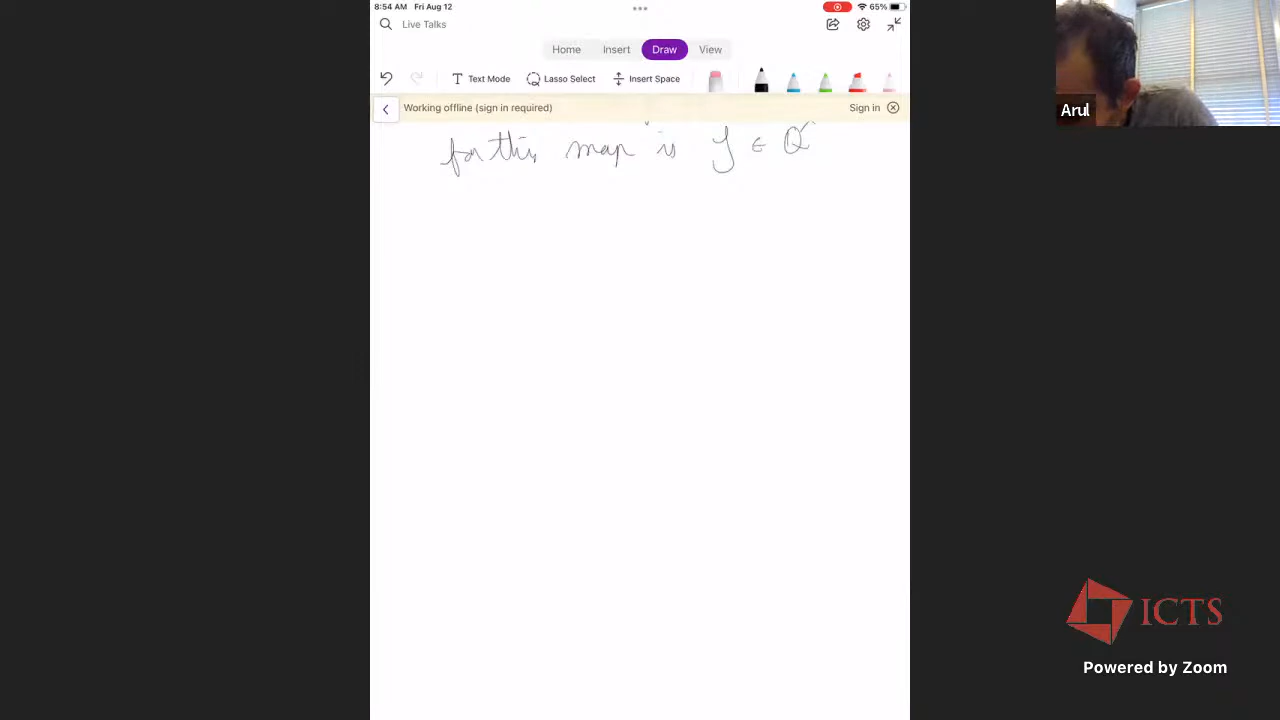 8:54 AM Fri Aug 12
65%
Live Talks
Home Insert Draw View
Text Mode Lasso Select Insert Space
Working offline (sign in required) Sign in
for this map is J ∈ Q^
Arul
ICTS
Powered by Zoom